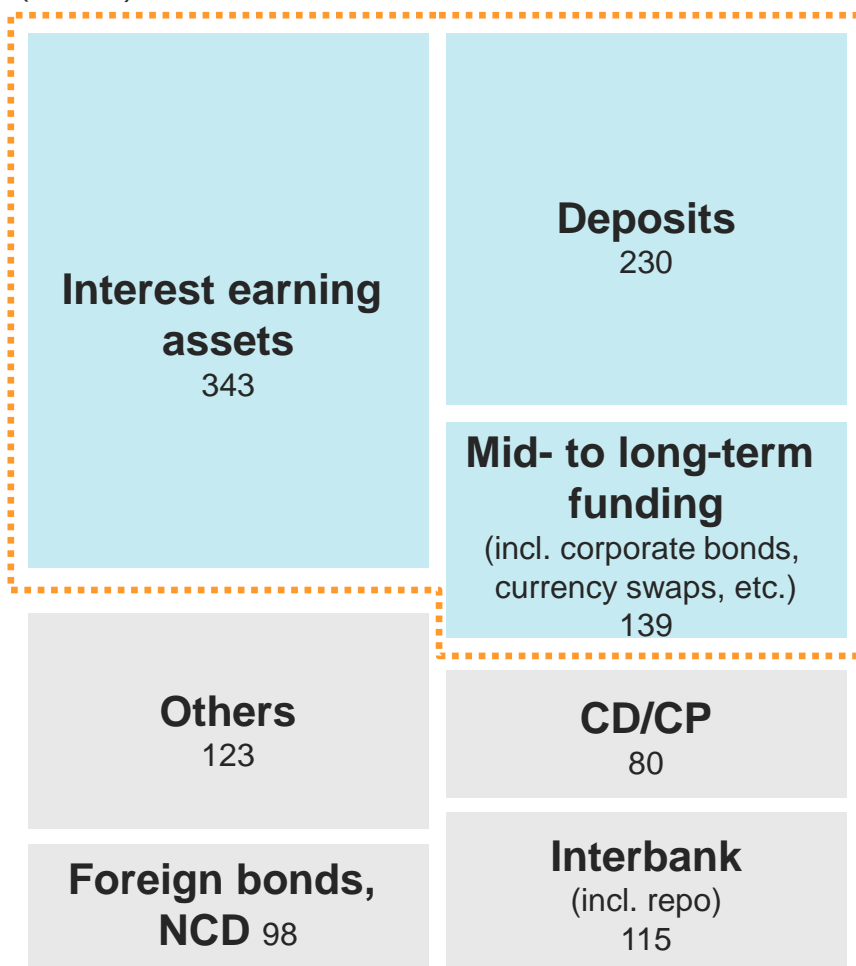 Interest earning
assets
343
Others
123
Foreign bonds,
NCD 98
Deposits
230
Mid- to long-term
funding
(incl. corporate bonds,
currency swaps, etc.)
139
CD/CP
80
Interbank
(incl. repo)
115